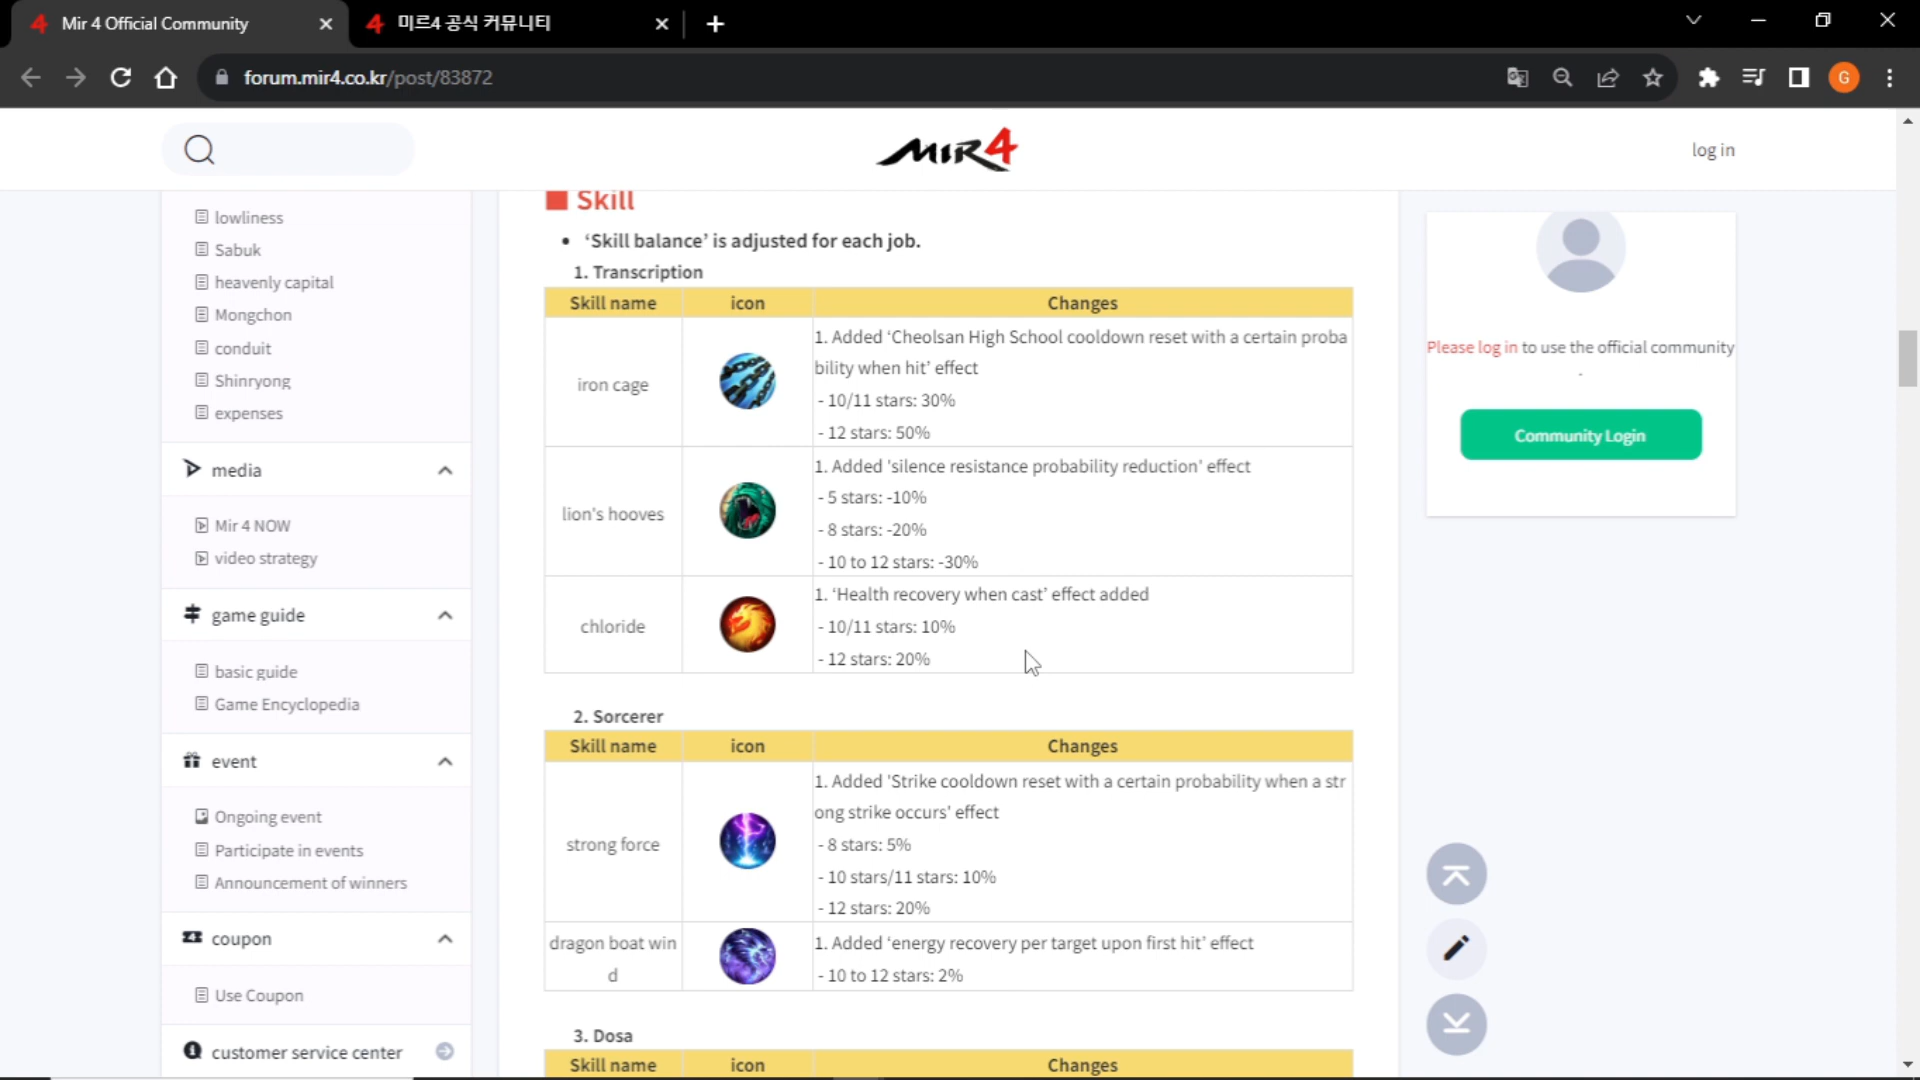 Mir 4 Official Community
미르4 공식 커뮤니티
forum.mir4.co.kr/post/83872
G
MIR4
log in
lowliness
Sabuk
heavenly capital
Mongchon
conduit
Shinryong
expenses
media
Mir 4 NOW
video strategy
game guide
basic guide
Game Encyclopedia
event
Ongoing event
Participate in events
Announcement of winners
coupon
Use Coupon
customer service center
Skill
• ‘Skill balance’ is adjusted for each job.
1. Transcription
Skill name icon Changes
iron cage
1. Added ‘Cheolsan High School cooldown reset with a certain proba
bility when hit’ effect
- 10/11 stars: 30%
- 12 stars: 50%
lion's hooves
1. Added 'silence resistance probability reduction' effect
- 5 stars: -10%
- 8 stars: -20%
- 10 to 12 stars: -30%
chloride
1. ‘Health recovery when cast’ effect added
- 10/11 stars: 10%
- 12 stars: 20%
2. Sorcerer
Skill name icon Changes
strong force
1. Added 'Strike cooldown reset with a certain probability when a str
ong strike occurs' effect
- 8 stars: 5%
- 10 stars/11 stars: 10%
- 12 stars: 20%
dragon boat win
d
1. Added ‘energy recovery per target upon first hit’ effect
- 10 to 12 stars: 2%
3. Dosa
Skill name icon Changes
Please log in to use the official community
.
Community Login